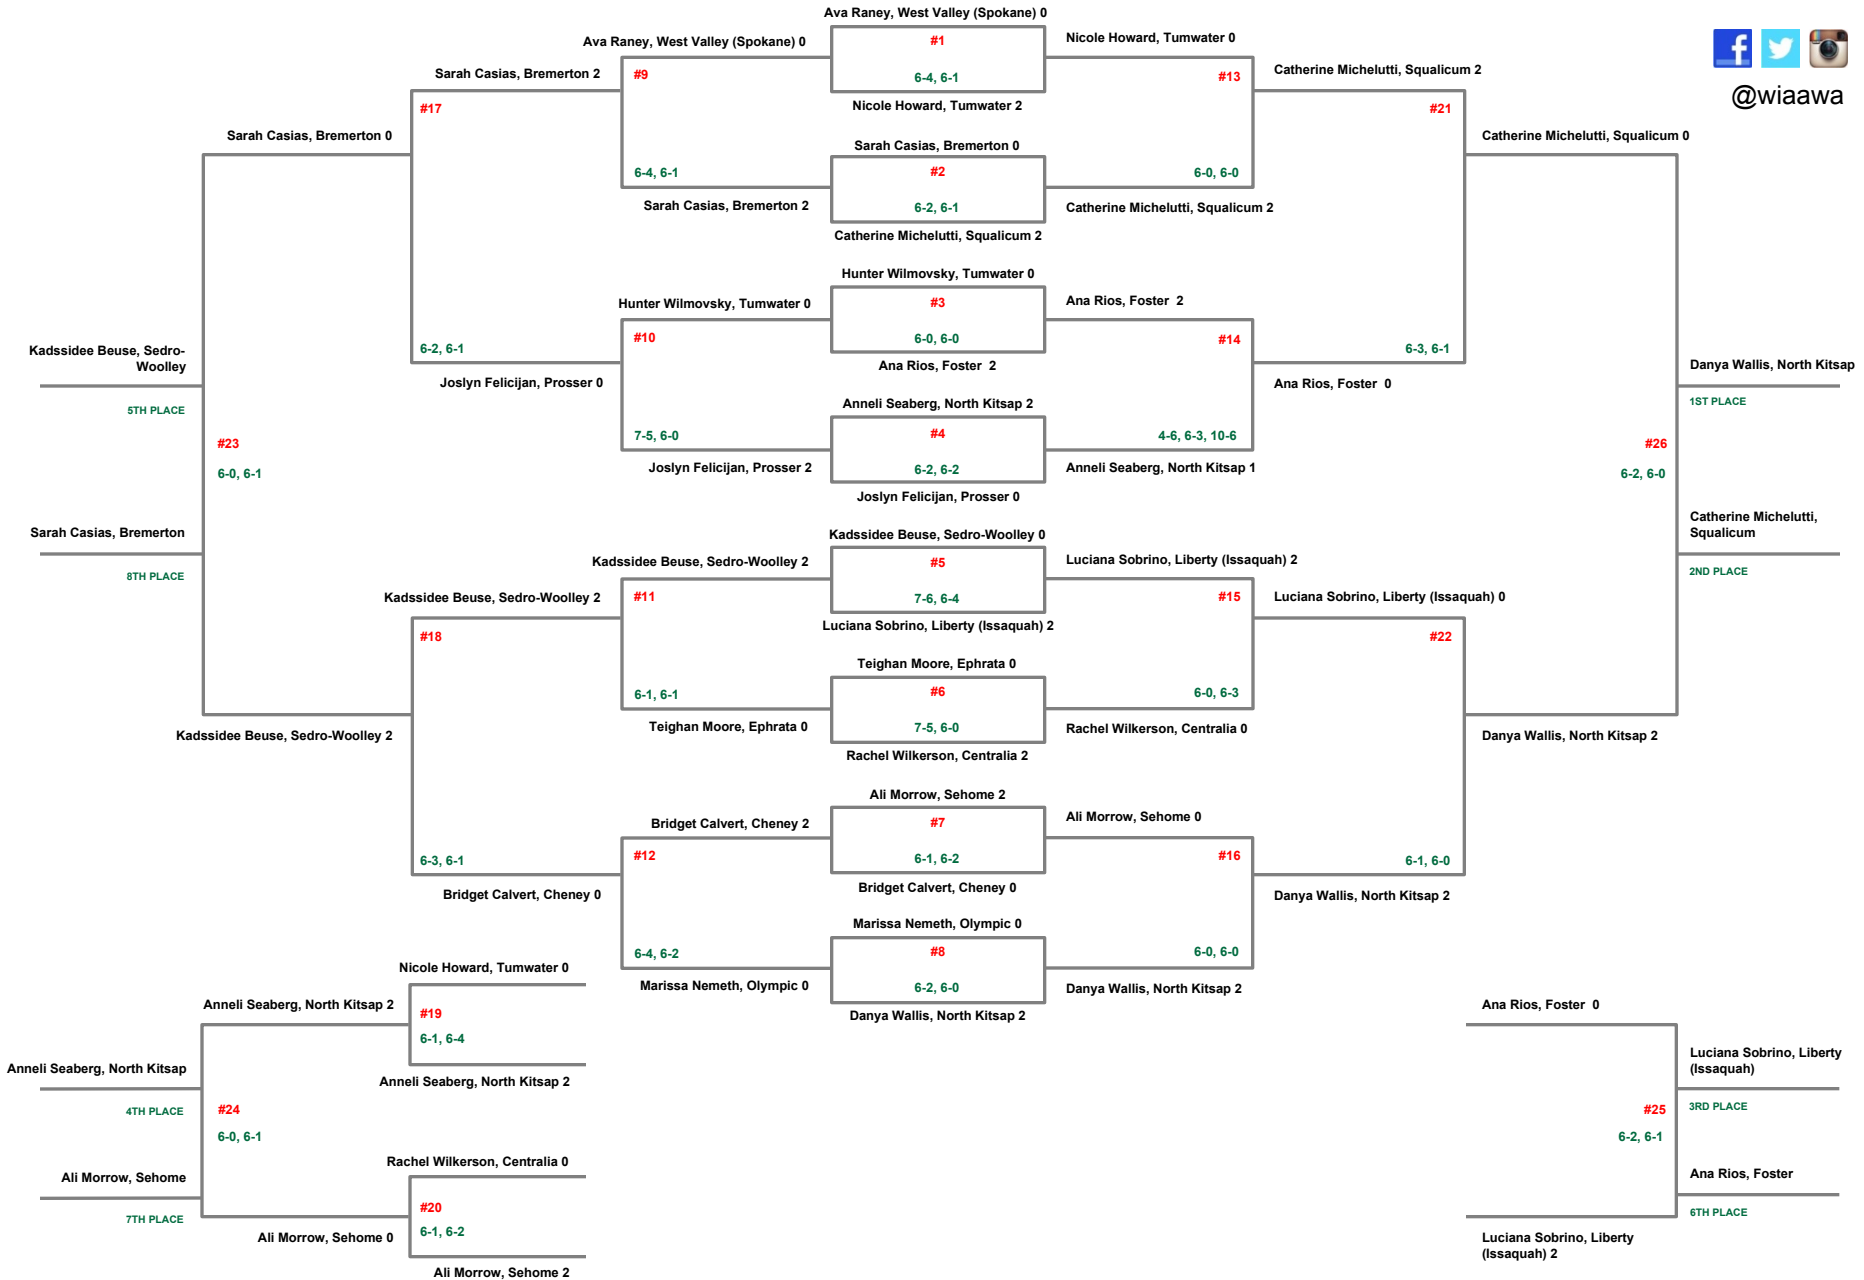 Ava Raney, West Valley (Spokane) 0
#1
6-4, 6-1
Nicole Howard, Tumwater 2
Sarah Casias, Bremerton 0
#2
6-2, 6-1
Catherine Michelutti, Squalicum 2
Hunter Wilmovsky, Tumwater 0
#3
6-0, 6-0
Ana Rios, Foster 2
Anneli Seaberg, North Kitsap 2
#4
6-2, 6-2
Joslyn Felicijan, Prosser 0
Kadssidee Beuse, Sedro-Woolley 0
#5
7-6, 6-4
Luciana Sobrino, Liberty (Issaquah) 2
Teighan Moore, Ephrata 0
#6
7-5, 6-0
Rachel Wilkerson, Centralia 2
Ali Morrow, Sehome 2
#7
6-1, 6-2
Bridget Calvert, Cheney 0
Marissa Nemeth, Olympic 0
#8
6-2, 6-0
Danya Wallis, North Kitsap 2
Ava Raney, West Valley (Spokane) 0
#9
6-4, 6-1
Sarah Casias, Bremerton 2
Hunter Wilmovsky, Tumwater 0
#10
7-5, 6-0
Joslyn Felicijan, Prosser 2
Kadssidee Beuse, Sedro-Woolley 2
#11
6-1, 6-1
Teighan Moore, Ephrata 0
Bridget Calvert, Cheney 2
#12
6-4, 6-2
Marissa Nemeth, Olympic 0
Nicole Howard, Tumwater 0
#13
6-0, 6-0
Catherine Michelutti, Squalicum 2
Ana Rios, Foster 2
#14
4-6, 6-3, 10-6
Anneli Seaberg, North Kitsap 1
Luciana Sobrino, Liberty (Issaquah) 2
#15
6-0, 6-3
Rachel Wilkerson, Centralia 0
Ali Morrow, Sehome 0
#16
6-0, 6-0
Danya Wallis, North Kitsap 2
Sarah Casias, Bremerton 2
#17
6-2, 6-1
Joslyn Felicijan, Prosser 0
Kadssidee Beuse, Sedro-Woolley 2
#18
6-3, 6-1
Bridget Calvert, Cheney 0
Nicole Howard, Tumwater 0
#19
6-1, 6-4
Anneli Seaberg, North Kitsap 2
Rachel Wilkerson, Centralia 0
#20
6-1, 6-2
Ali Morrow, Sehome 2
Catherine Michelutti, Squalicum 2
#21
6-3, 6-1
Ana Rios, Foster 0
Luciana Sobrino, Liberty (Issaquah) 0
#22
6-1, 6-0
Danya Wallis, North Kitsap 2
Sarah Casias, Bremerton 0
#23
6-0, 6-1
Kadssidee Beuse, Sedro-Woolley 2
Kadssidee Beuse, Sedro-
Woolley
5TH PLACE
Sarah Casias, Bremerton
8TH PLACE
Anneli Seaberg, North Kitsap 2
#24
6-0, 6-1
Ali Morrow, Sehome 0
Anneli Seaberg, North Kitsap
4TH PLACE
Ali Morrow, Sehome
7TH PLACE
Ana Rios, Foster 0
#25
6-2, 6-1
Luciana Sobrino, Liberty
(Issaquah) 2
Luciana Sobrino, Liberty
(Issaquah)
3RD PLACE
Ana Rios, Foster
6TH PLACE
Catherine Michelutti, Squalicum 0
#26
6-2, 6-0
Danya Wallis, North Kitsap 2
Danya Wallis, North Kitsap
1ST PLACE
Catherine Michelutti,
Squalicum
2ND PLACE
@wiaawa